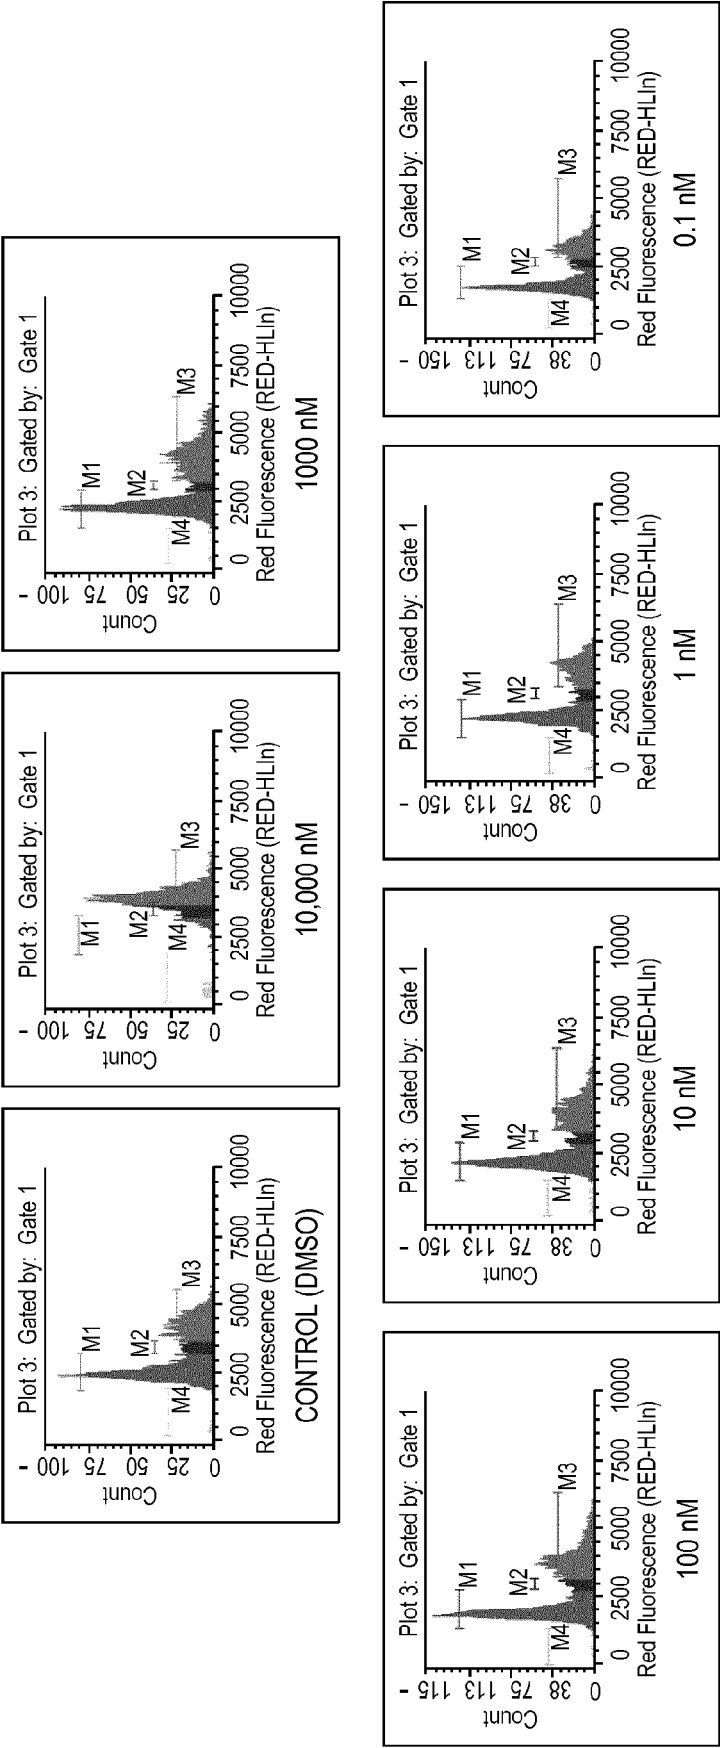 Plot 3: Gated by: Gate 1
100
75
50
25
0
Count
M1
M2
M3
M4
0 2500 5000 7500 10000
Red Fluorescence (RED-HLIn)
CONTROL (DMSO)
Plot 3: Gated by: Gate 1
100
75
50
25
0
Count
M1
M2
M3
M4
0 2500 5000 7500 10000
Red Fluorescence (RED-HLIn)
10,000 nM
Plot 3: Gated by: Gate 1
100
75
50
25
0
Count
M1
M2
M3
M4
0 2500 5000 7500 10000
Red Fluorescence (RED-HLIn)
1000 nM
Plot 3: Gated by: Gate 1
115
113
75
38
0
Count
M1
M2
M3
M4
0 2500 5000 7500 10000
Red Fluorescence (RED-HLIn)
100 nM
Plot 3: Gated by: Gate 1
150
113
75
38
0
Count
M1
M2
M3
M4
0 2500 5000 7500 10000
Red Fluorescence (RED-HLIn)
10 nM
Plot 3: Gated by: Gate 1
150
113
75
38
0
Count
M1
M2
M3
M4
0 2500 5000 7500 10000
Red Fluorescence (RED-HLIn)
1 nM
Plot 3: Gated by: Gate 1
150
113
75
38
0
Count
M1
M2
M3
M4
0 2500 5000 7500 10000
Red Fluorescence (RED-HLIn)
0.1 nM